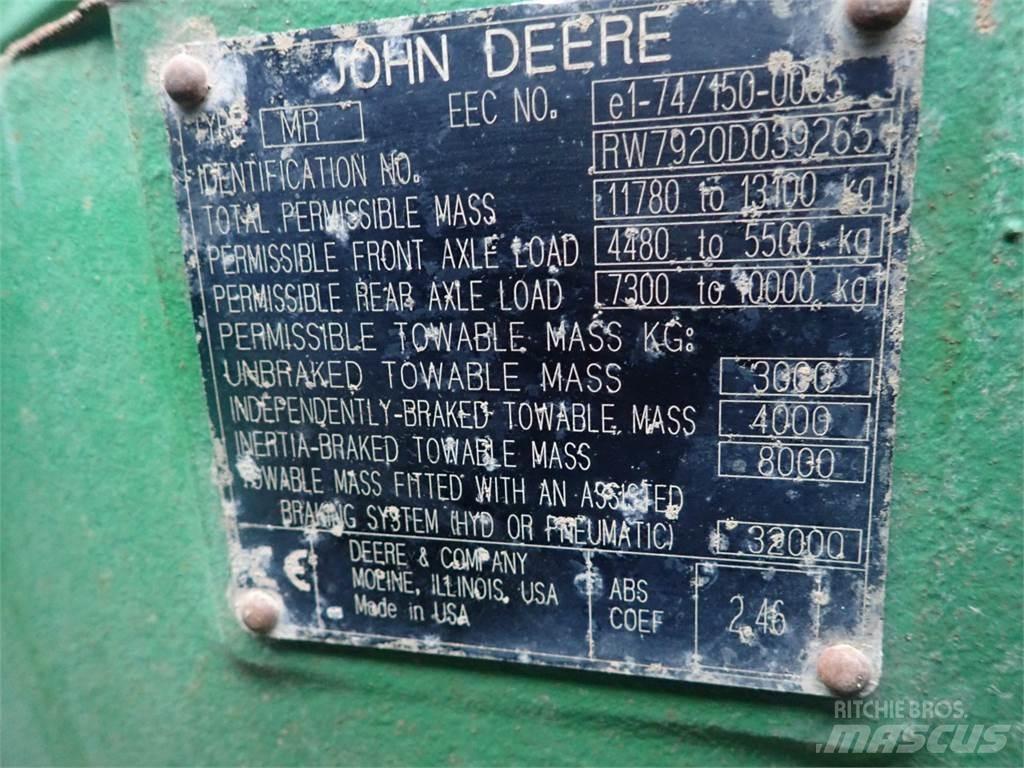 JOHN DEERE
TYPE MR EEC NO. e1-74/150-0005
IDENTIFICATION NO. RW7920D039265
TOTAL PERMISSIBLE MASS 11780 to 13100 kg
PERMISSIBLE FRONT AXLE LOAD 4480 to 5500 kg
PERMISSIBLE REAR AXLE LOAD 7300 to 10000 kg
PERMISSIBLE TOWABLE MASS KG:
UNBRAKED TOWABLE MASS 3000
INDEPENDENTLY-BRAKED TOWABLE MASS 4000
INERTIA-BRAKED TOWABLE MASS 8000
TOWABLE MASS FITTED WITH AN ASSISTED
BRAKING SYSTEM (HYD OR PNEUMATIC) 32000
CE
DEERE & COMPANY
MOLINE, ILLINOIS, USA
Made in USA
ABS
COEF
2.46
RITCHIE BROS.
MASCUS